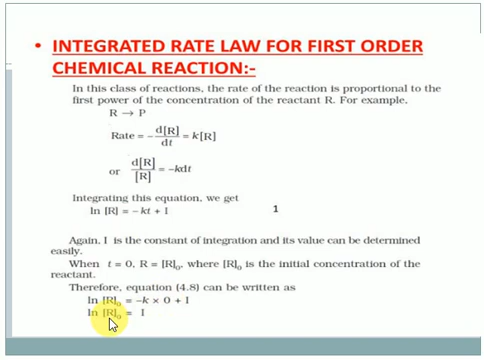 • INTEGRATED RATE LAW FOR FIRST ORDER
CHEMICAL REACTION:-
In this class of reactions, the rate of the reaction is proportional to the
first power of the concentration of the reactant R. For example,
R → P
Rate = − d[R]/dt = k[R]
or d[R]/[R] = −kdt
Integrating this equation, we get
ln [R] = − kt + I
1
Again, I is the constant of integration and its value can be determined
easily.
When t = 0, R = [R]₀, where [R]₀ is the initial concentration of the
reactant.
Therefore, equation (4.8) can be written as
ln [R]₀ = −k × 0 + I
ln [R]₀ = I